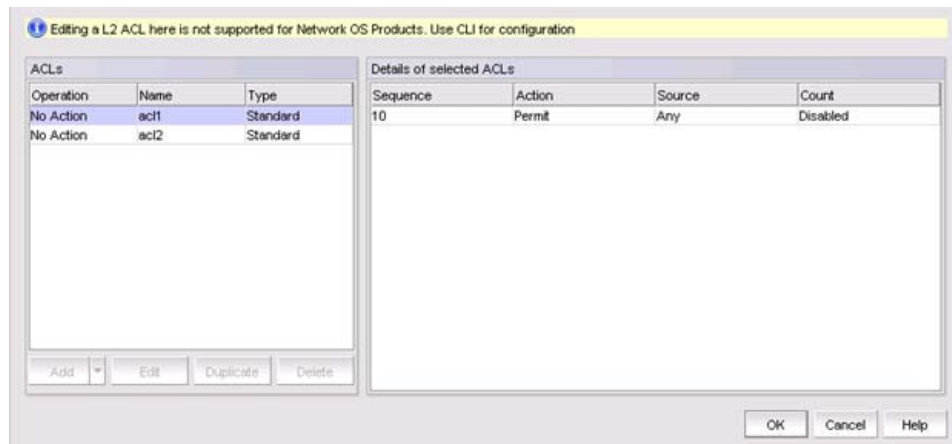 Editing a L2 ACL here is not supported for Network OS Products. Use CLI for configuration
ACLs
Operation Name Type
No Action acl1 Standard
No Action acl2 Standard
Add Edit Duplicate Delete
Details of selected ACLs
Sequence Action Source Count
10 Permit Any Disabled
OK Cancel Help